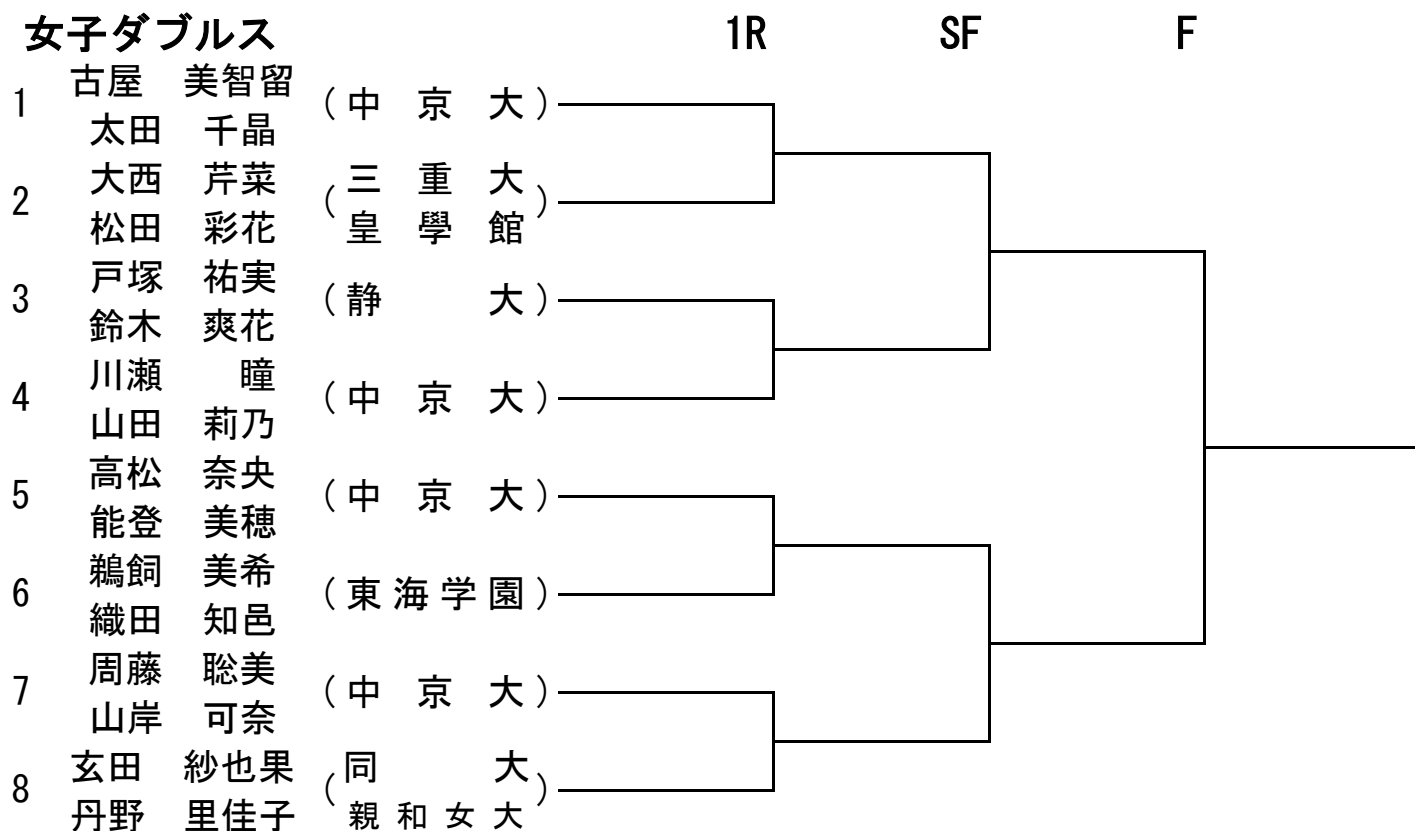 女子ダブルス 1R SF F
古屋 美智留
1 (中京大)
太田 千晶
大西 芹菜 三重大
2 ( )
松田 彩花 皇學館
戸塚 祐実
3 (静大)
鈴木 爽花
川瀬 瞳
4 (中京大)
山田 莉乃
高松 奈央
5 (中京大)
能登 美穂
鵜飼 美希
6 (東海学園)
織田 知邑
周藤 聡美
7 (中京大)
山岸 可奈
玄田 紗也果 同大
8 ( )
丹野 里佳子 親和女大